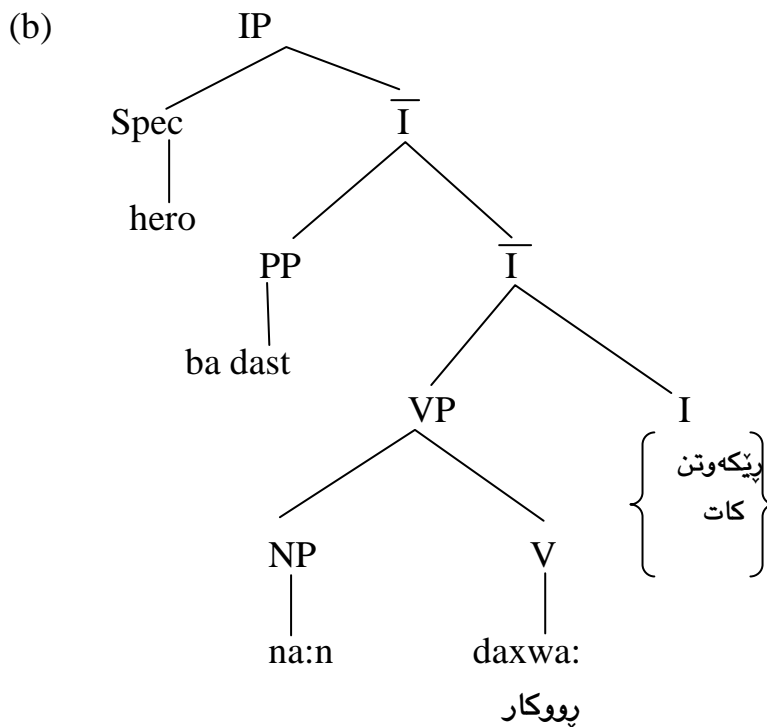 (b) IP
Spec I̅
hero
PP I̅
ba dast
VP I
ڕێکەوتن
کات
NP V
na:n daxwa:
ڕووکار